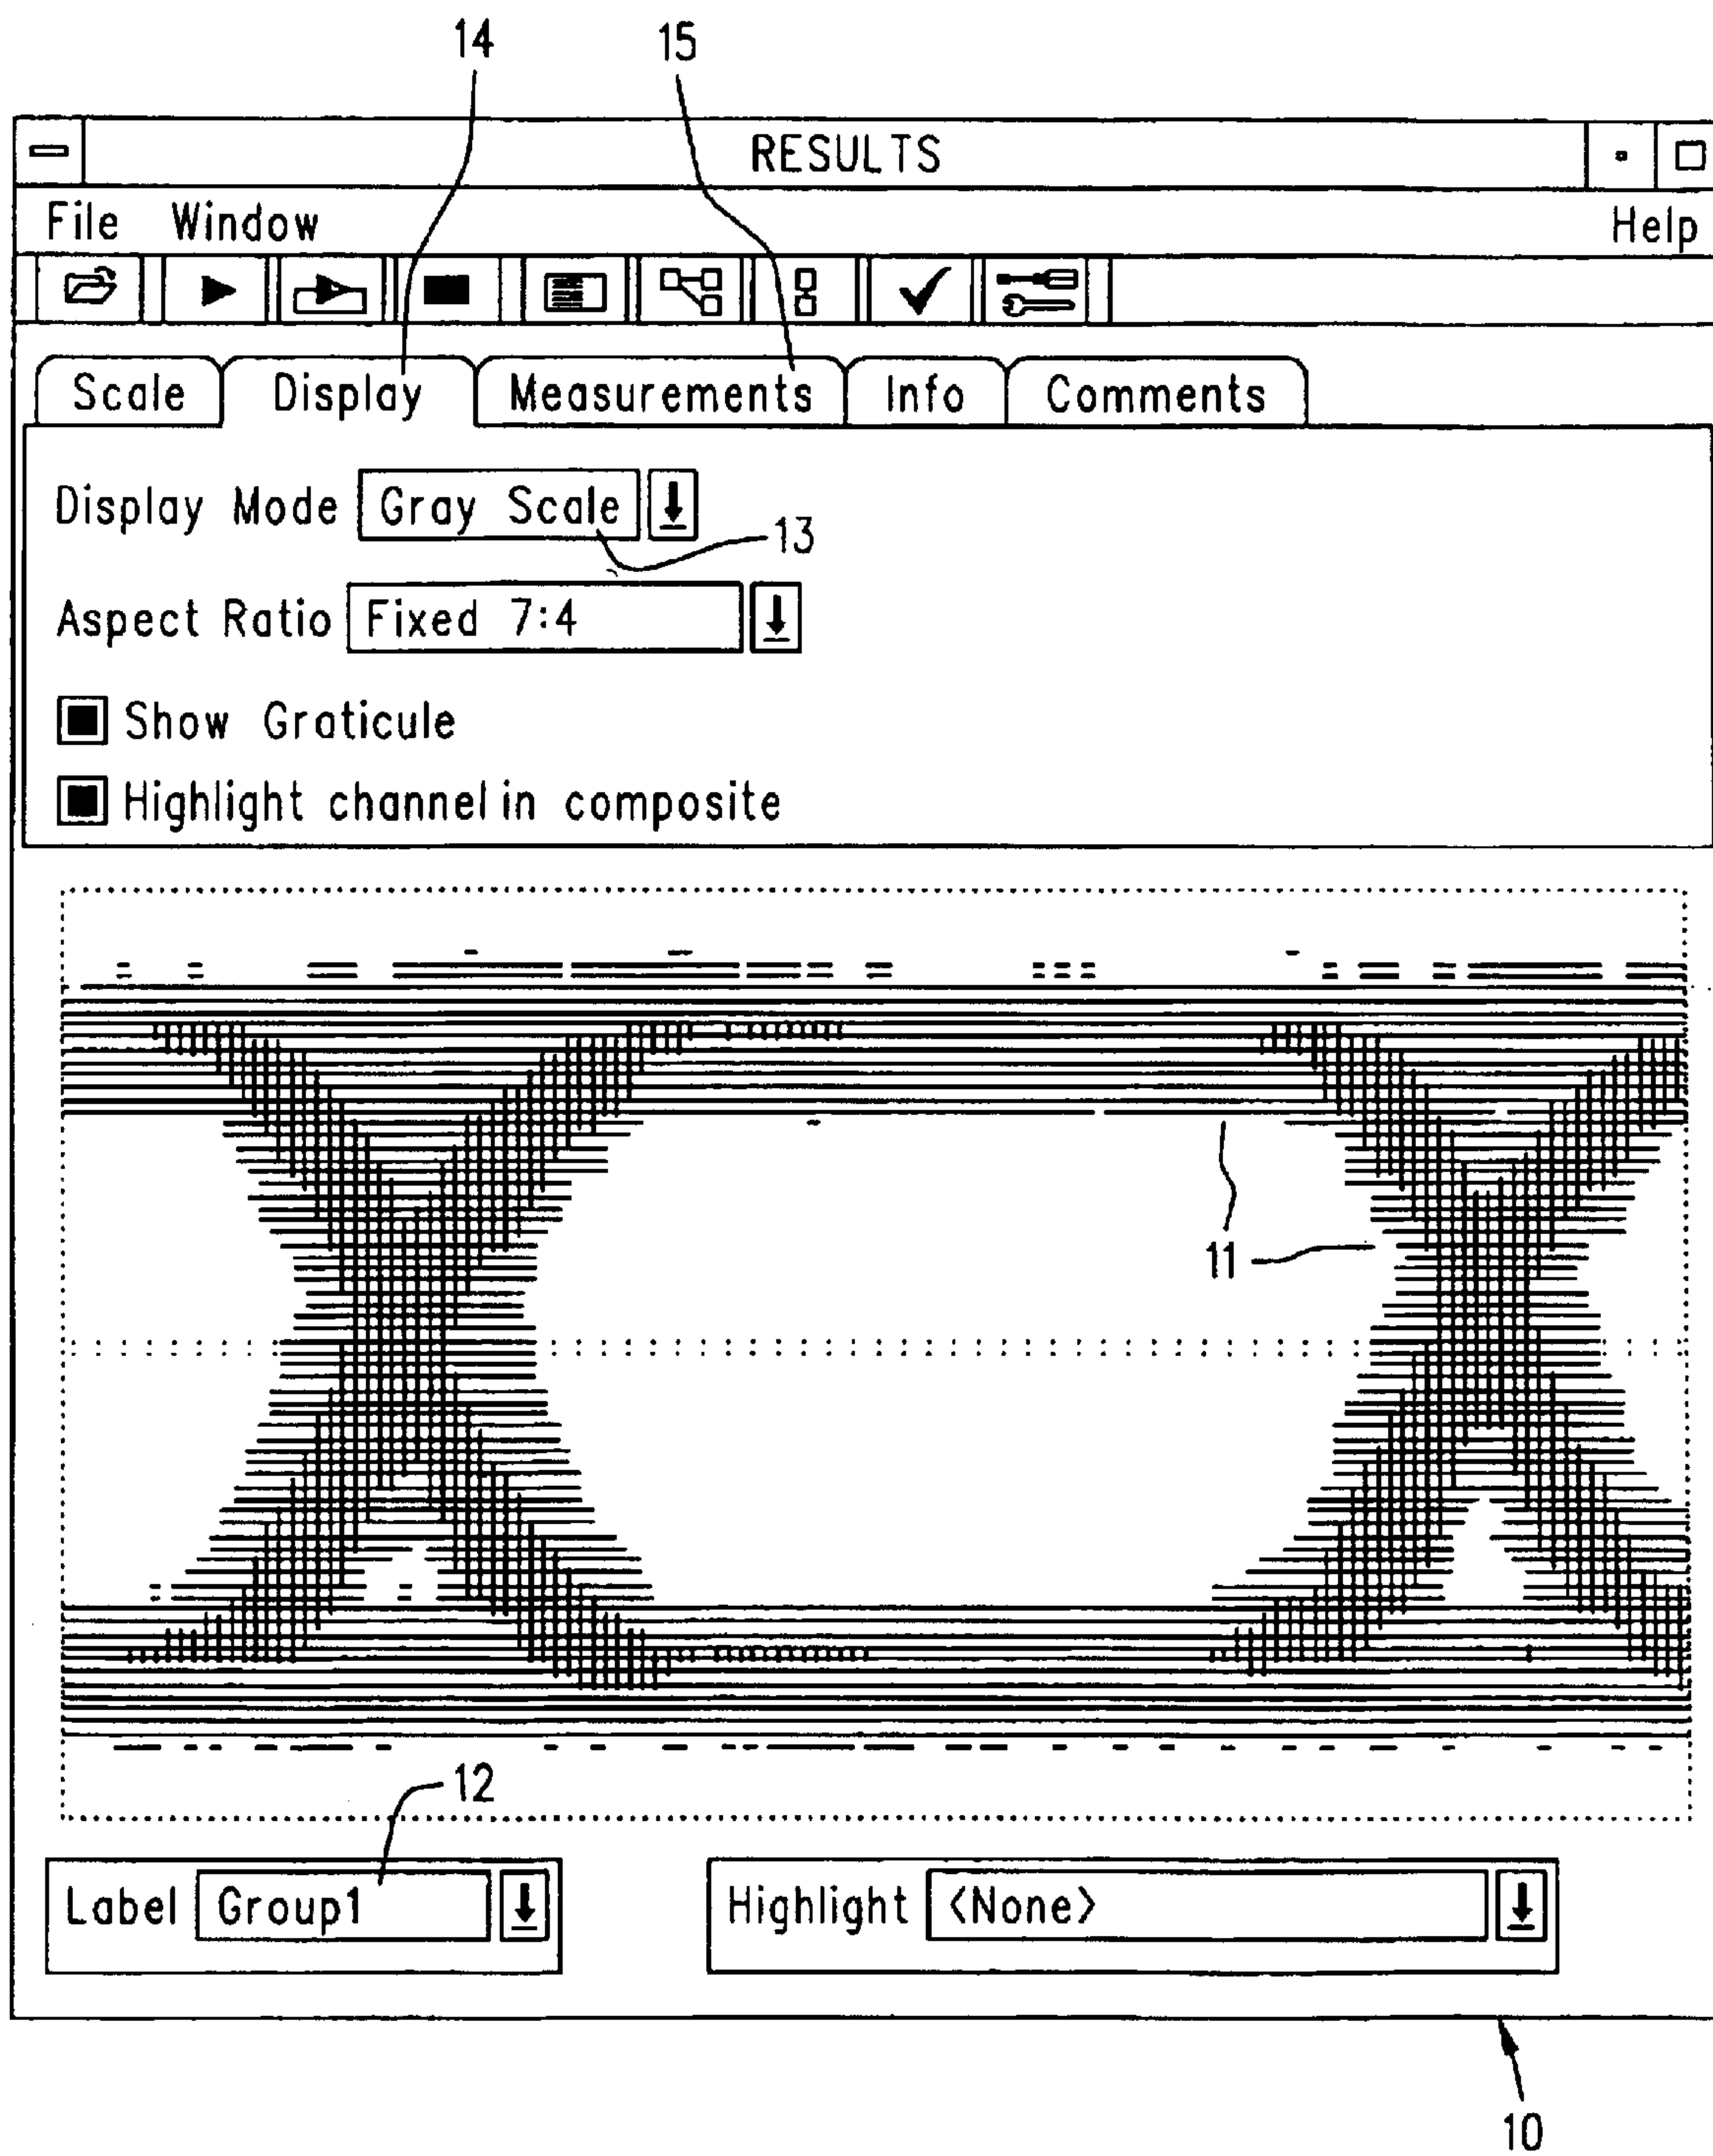 14
15
RESULTS
File Window Help
Scale Display Measurements Info Comments
Display Mode Gray Scale
13
Aspect Ratio Fixed 7:4
Show Graticule
Highlight channel in composite
11
12
Label Group1 Highlight <None>
10